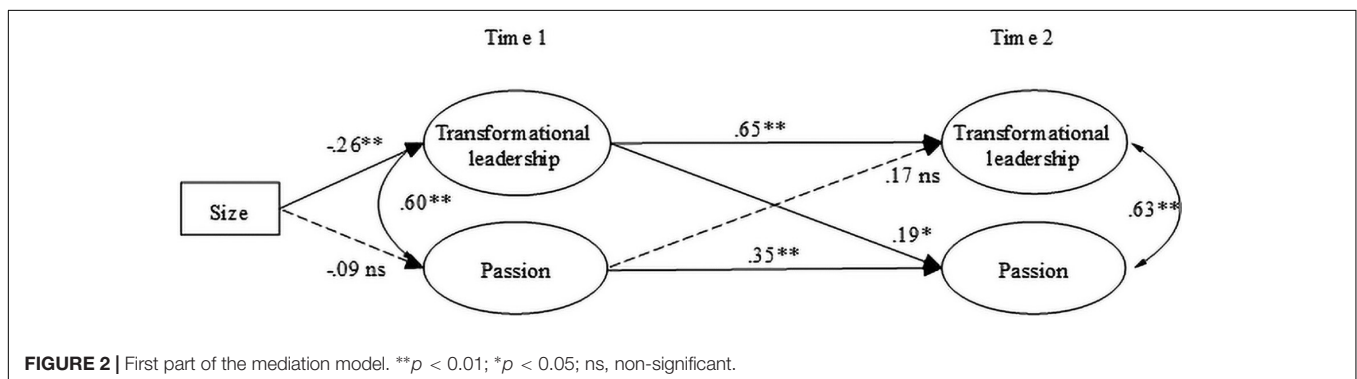 Time 1
Time 2
Transformational
leadership
.65**
Transformational
leadership
-.26**
.17 ns
Size
.60**
.63**
.19*
-.09 ns
Passion
.35**
Passion
FIGURE 2 | First part of the mediation model. **p < 0.01; *p < 0.05; ns, non-significant.